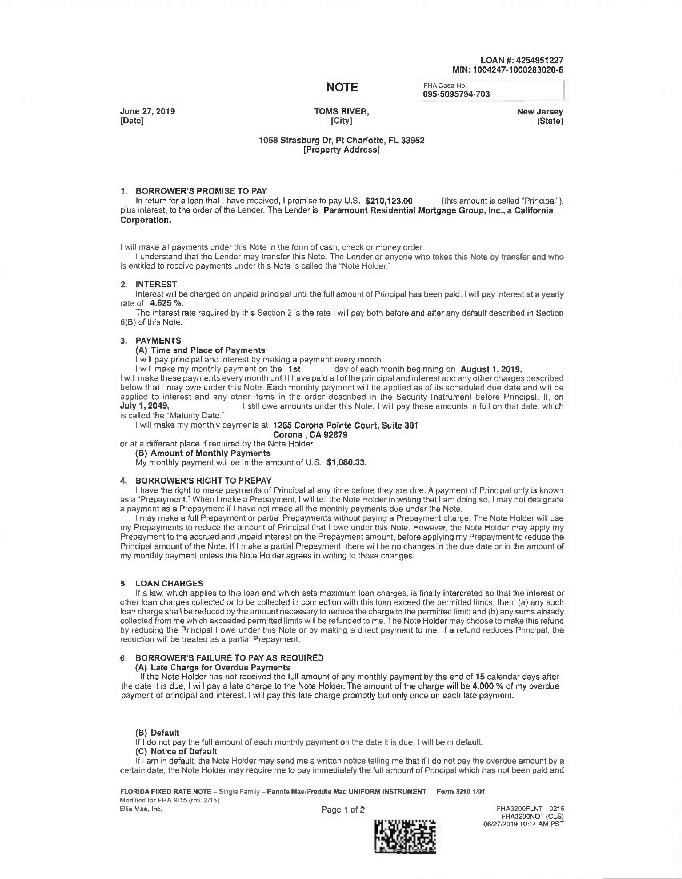 LOAN #: 4254951227
MIN: 1004247-1000283020-5
NOTE
FHA Case No.
095-5095794-703
June 27, 2019
[Date]
TOMS RIVER,
[City]
New Jersey
[State]
1058 Strasburg Dr, Pt Charlotte, FL 33952
[Property Address]
1. BORROWER'S PROMISE TO PAY
In return for a loan that I have received, I promise to pay U.S. $210,123.00 (this amount is called "Principal"),
plus interest, to the order of the Lender. The Lender is Paramount Residential Mortgage Group, Inc., a California
Corporation.
I will make all payments under this Note in the form of cash, check or money order.
I understand that the Lender may transfer this Note. The Lender or anyone who takes this Note by transfer and who
is entitled to receive payments under this Note is called the "Note Holder."
2. INTEREST
Interest will be charged on unpaid principal until the full amount of Principal has been paid. I will pay interest at a yearly
rate of 4.625 %.
The interest rate required by this Section 2 is the rate I will pay both before and after any default described in Section
6(B) of this Note.
3. PAYMENTS
(A) Time and Place of Payments
I will pay principal and interest by making a payment every month.
I will make my monthly payment on the 1st day of each month beginning on August 1, 2019.
I will make these payments every month until I have paid all of the principal and interest and any other charges described
below that I may owe under this Note. Each monthly payment will be applied as of its scheduled due date and will be
applied to interest and any other items in the order described in the Security Instrument before Principal. If, on
July 1, 2049, I still owe amounts under this Note, I will pay those amounts in full on that date, which
is called the "Maturity Date."
I will make my monthly payments at 1265 Corona Pointe Court, Suite 301
Corona, CA 92879
or at a different place if required by the Note Holder.
(B) Amount of Monthly Payments
My monthly payment will be in the amount of U.S. $1,080.33.
4. BORROWER'S RIGHT TO PREPAY
I have the right to make payments of Principal at any time before they are due. A payment of Principal only is known
as a "Prepayment." When I make a Prepayment, I will tell the Note Holder in writing that I am doing so. I may not designate
a payment as a Prepayment if I have not made all the monthly payments due under the Note.
I may make a full Prepayment or partial Prepayments without paying a Prepayment charge. The Note Holder will use
my Prepayments to reduce the amount of Principal that I owe under this Note. However, the Note Holder may apply my
Prepayment to the accrued and unpaid interest on the Prepayment amount, before applying my Prepayment to reduce the
Principal amount of the Note. If I make a partial Prepayment, there will be no changes in the due date or in the amount of
my monthly payment unless the Note Holder agrees in writing to those changes.
5. LOAN CHARGES
If a law, which applies to this loan and which sets maximum loan charges, is finally interpreted so that the interest or
other loan charges collected or to be collected in connection with this loan exceed the permitted limits, then: (a) any such
loan charge shall be reduced by the amount necessary to reduce the charge to the permitted limit; and (b) any sums already
collected from me which exceeded permitted limits will be refunded to me. The Note Holder may choose to make this refund
by reducing the Principal I owe under this Note or by making a direct payment to me. If a refund reduces Principal, the
reduction will be treated as a partial Prepayment.
6. BORROWER'S FAILURE TO PAY AS REQUIRED
(A) Late Charge for Overdue Payments
If the Note Holder has not received the full amount of any monthly payment by the end of 15 calendar days after
the date it is due, I will pay a late charge to the Note Holder. The amount of the charge will be 4.000 % of my overdue
payment of principal and interest. I will pay this late charge promptly but only once on each late payment.
(B) Default
If I do not pay the full amount of each monthly payment on the date it is due, I will be in default.
(C) Notice of Default
If I am in default, the Note Holder may send me a written notice telling me that if I do not pay the overdue amount by a
certain date, the Note Holder may require me to pay immediately the full amount of Principal which has not been paid and
FLORIDA FIXED RATE NOTE – Single Family – Fannie Mae/Freddie Mac UNIFORM INSTRUMENT Form 3210 1/01
Modified for FHA 9/15 (rev. 2/16)
Ellie Mae, Inc.
Page 1 of 2
FHA3200FLNT 0216
FHA3200NOT (CLS)
06/27/2019 10:12 AM PST